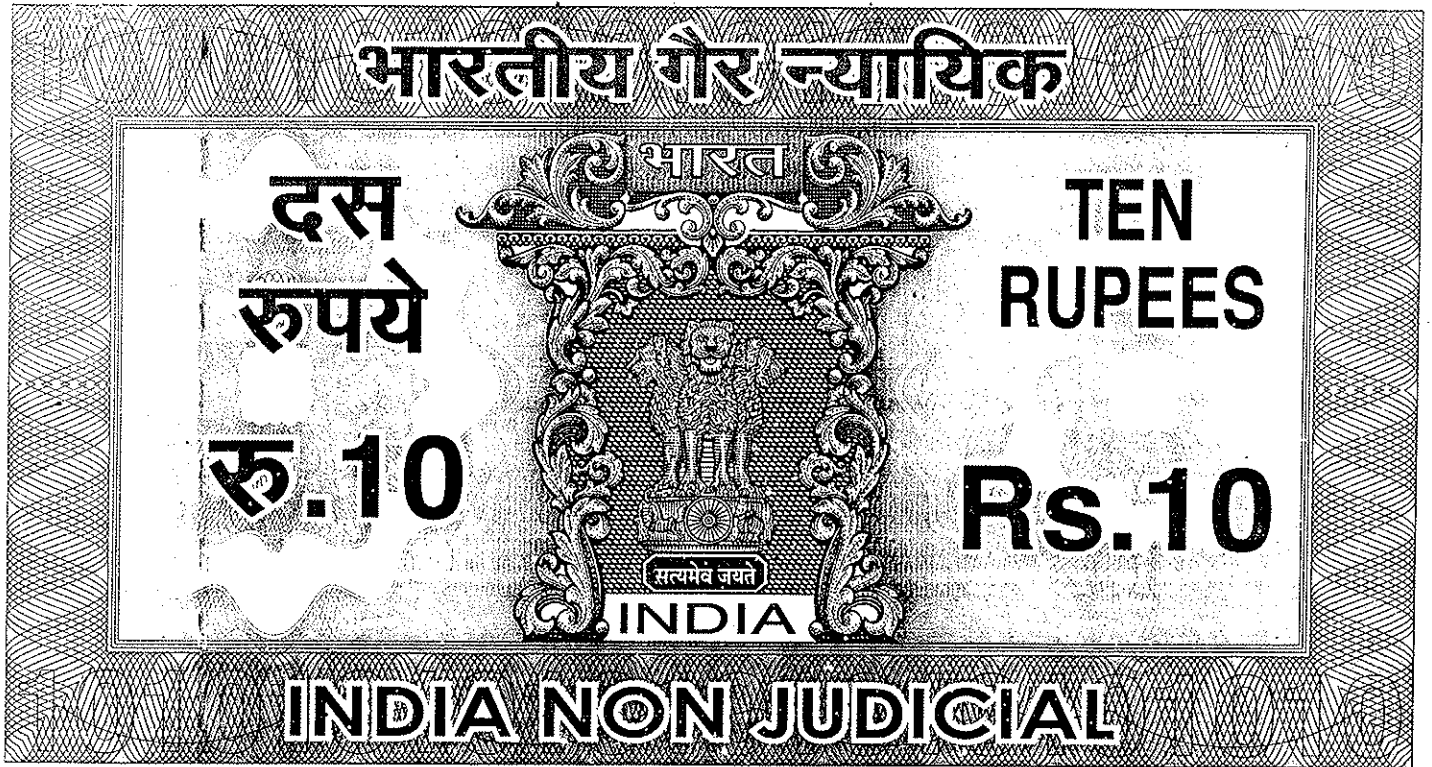 भारतीय गैर न्यायिक
भारत
दस
रुपये
रु.10
TEN
RUPEES
Rs.10
सत्यमेव जयते
INDIA
INDIA NON JUDICIAL